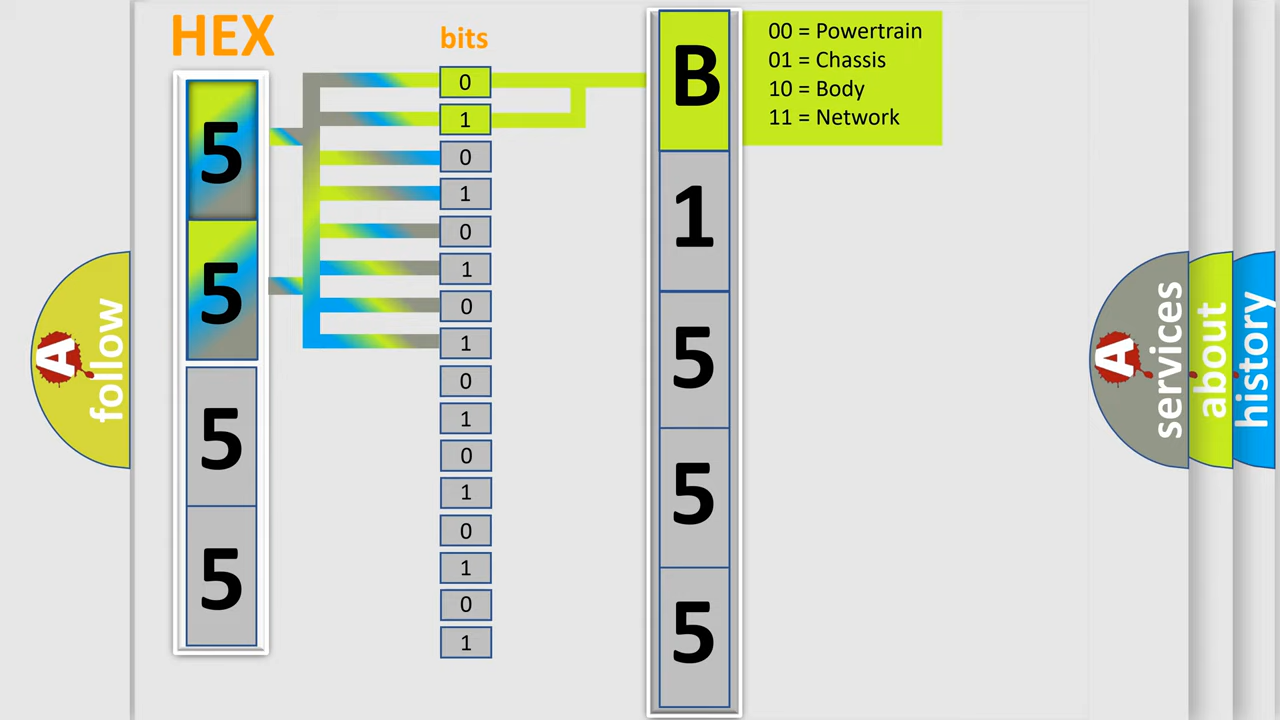 HEX
bits
5
5
5
5
0
1
0
1
0
1
0
1
0
1
0
1
0
1
0
1
B
1
5
5
5
00 = Powertrain
01 = Chassis
10 = Body
11 = Network
A
follow
A
services
about
history